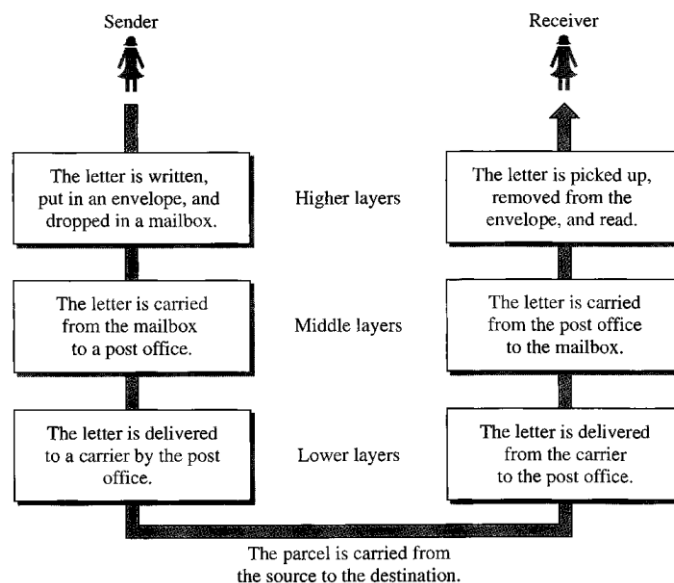 Sender
Receiver
The letter is written,
put in an envelope, and
dropped in a mailbox.
Higher layers
The letter is picked up,
removed from the
envelope, and read.
The letter is carried
from the mailbox
to a post office.
Middle layers
The letter is carried
from the post office
to the mailbox.
The letter is delivered
to a carrier by the post
office.
Lower layers
The letter is delivered
from the carrier
to the post office.
The parcel is carried from
the source to the destination.